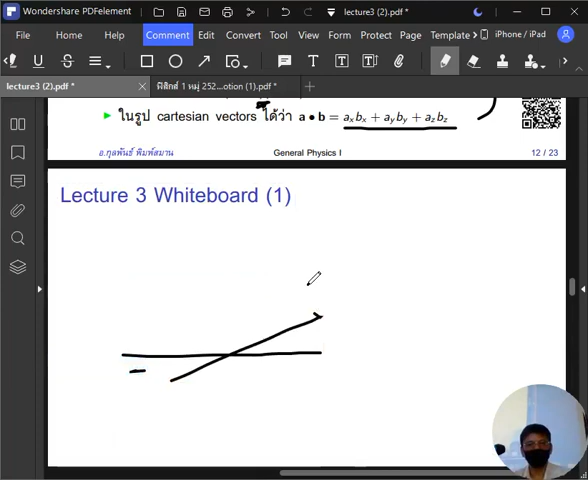 Wondershare PDFelement
lecture3 (2).pdf *
File Home Edit Comment Convert Tool View Organize Protect Page Template iPhone / iPad
lecture3 (2).pdf *
ฟิสิกส์ 1 หมู่ 252...otion (1).pdf *
ในรูป cartesian vectors ได้ว่า a • b = aₓbₓ + a_yb_y + a_zb_z
อ.กุลพันธ์ พิมพ์สมาน General Physics I 12 / 23
Lecture 3 Whiteboard (1)